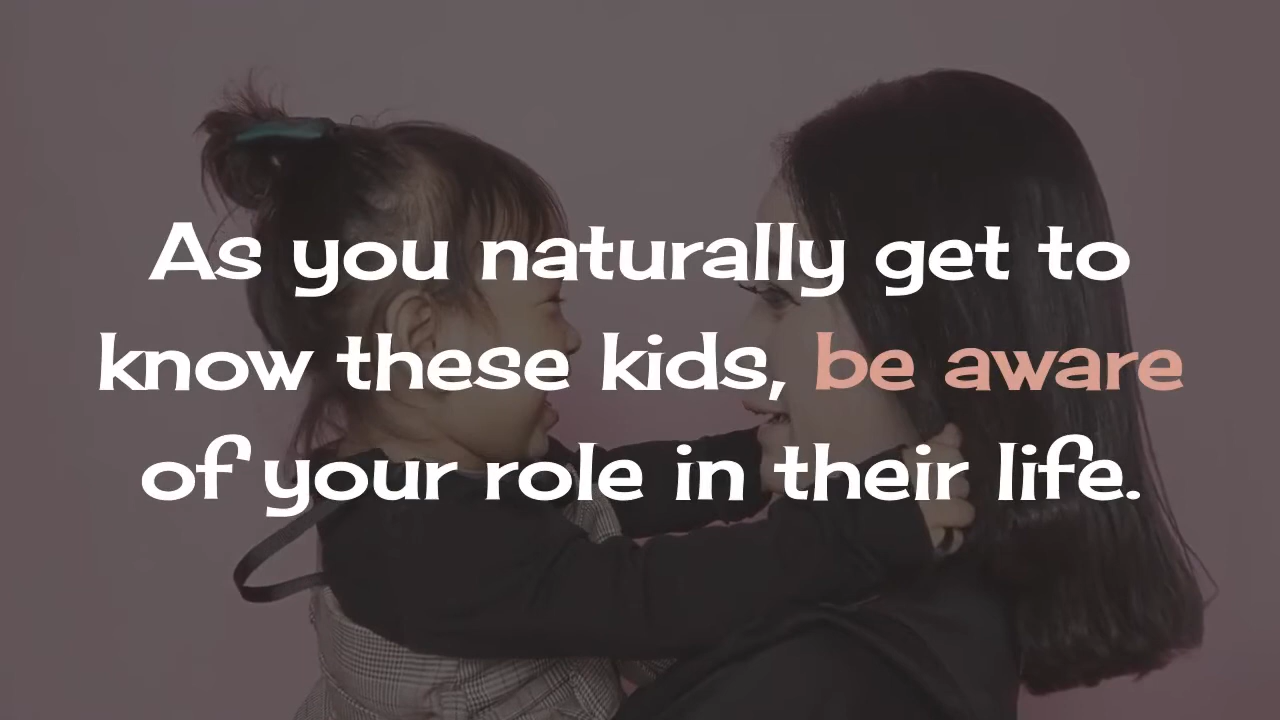 As you naturally get to
know these kids, be aware
of your role in their life.